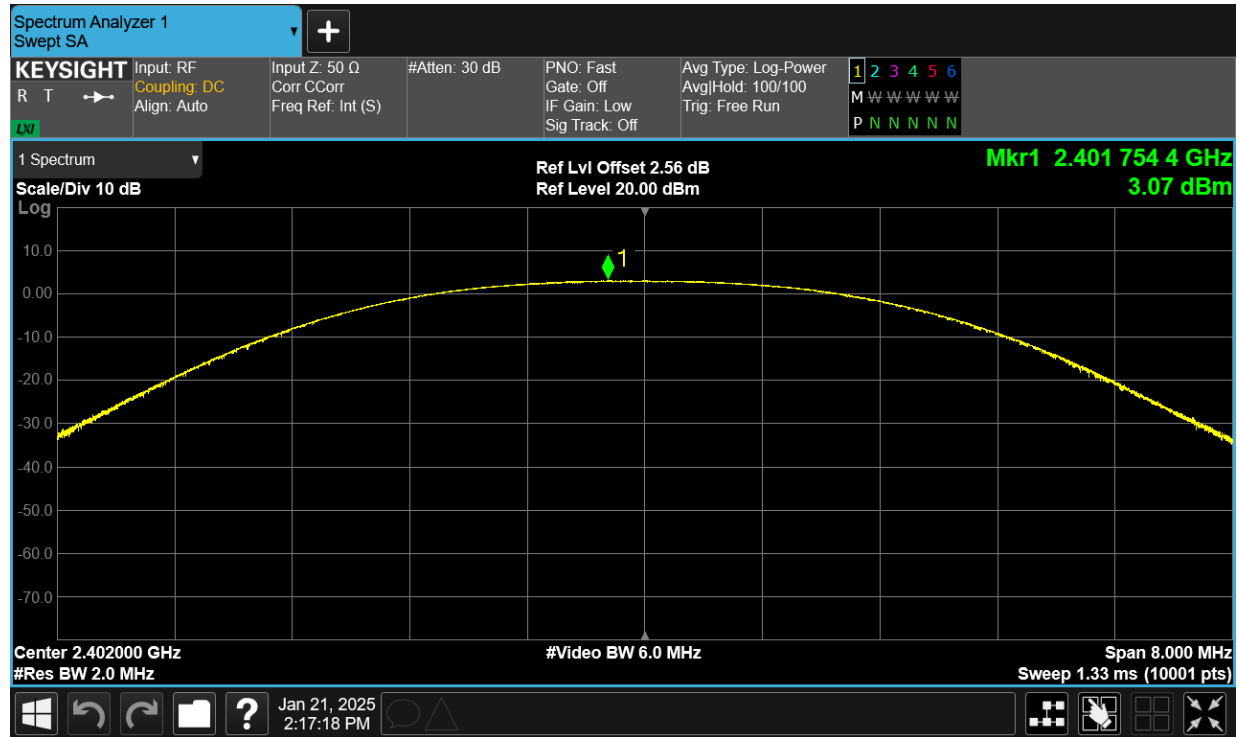 Spectrum Analyzer 1
Swept SA
KEYSIGHT
R T
LXI
Input: RF
Coupling: DC
Align: Auto
Input Z: 50 Ω
Corr CCorr
Freq Ref: Int (S)
#Atten: 30 dB
PNO: Fast
Gate: Off
IF Gain: Low
Sig Track: Off
Avg Type: Log-Power
Avg|Hold: 100/100
Trig: Free Run
1 2 3 4 5 6
M W W W W W
P N N N N N
1 Spectrum
Scale/Div 10 dB
Log
Ref Lvl Offset 2.56 dB
Ref Level 20.00 dBm
Mkr1 2.401 754 4 GHz
3.07 dBm
10.0
1
0.00
-10.0
-20.0
-30.0
-40.0
-50.0
-60.0
-70.0
Center 2.402000 GHz
#Video BW 6.0 MHz
Span 8.000 MHz
#Res BW 2.0 MHz
Sweep 1.33 ms (10001 pts)
?
Jan 21, 2025
2:17:18 PM